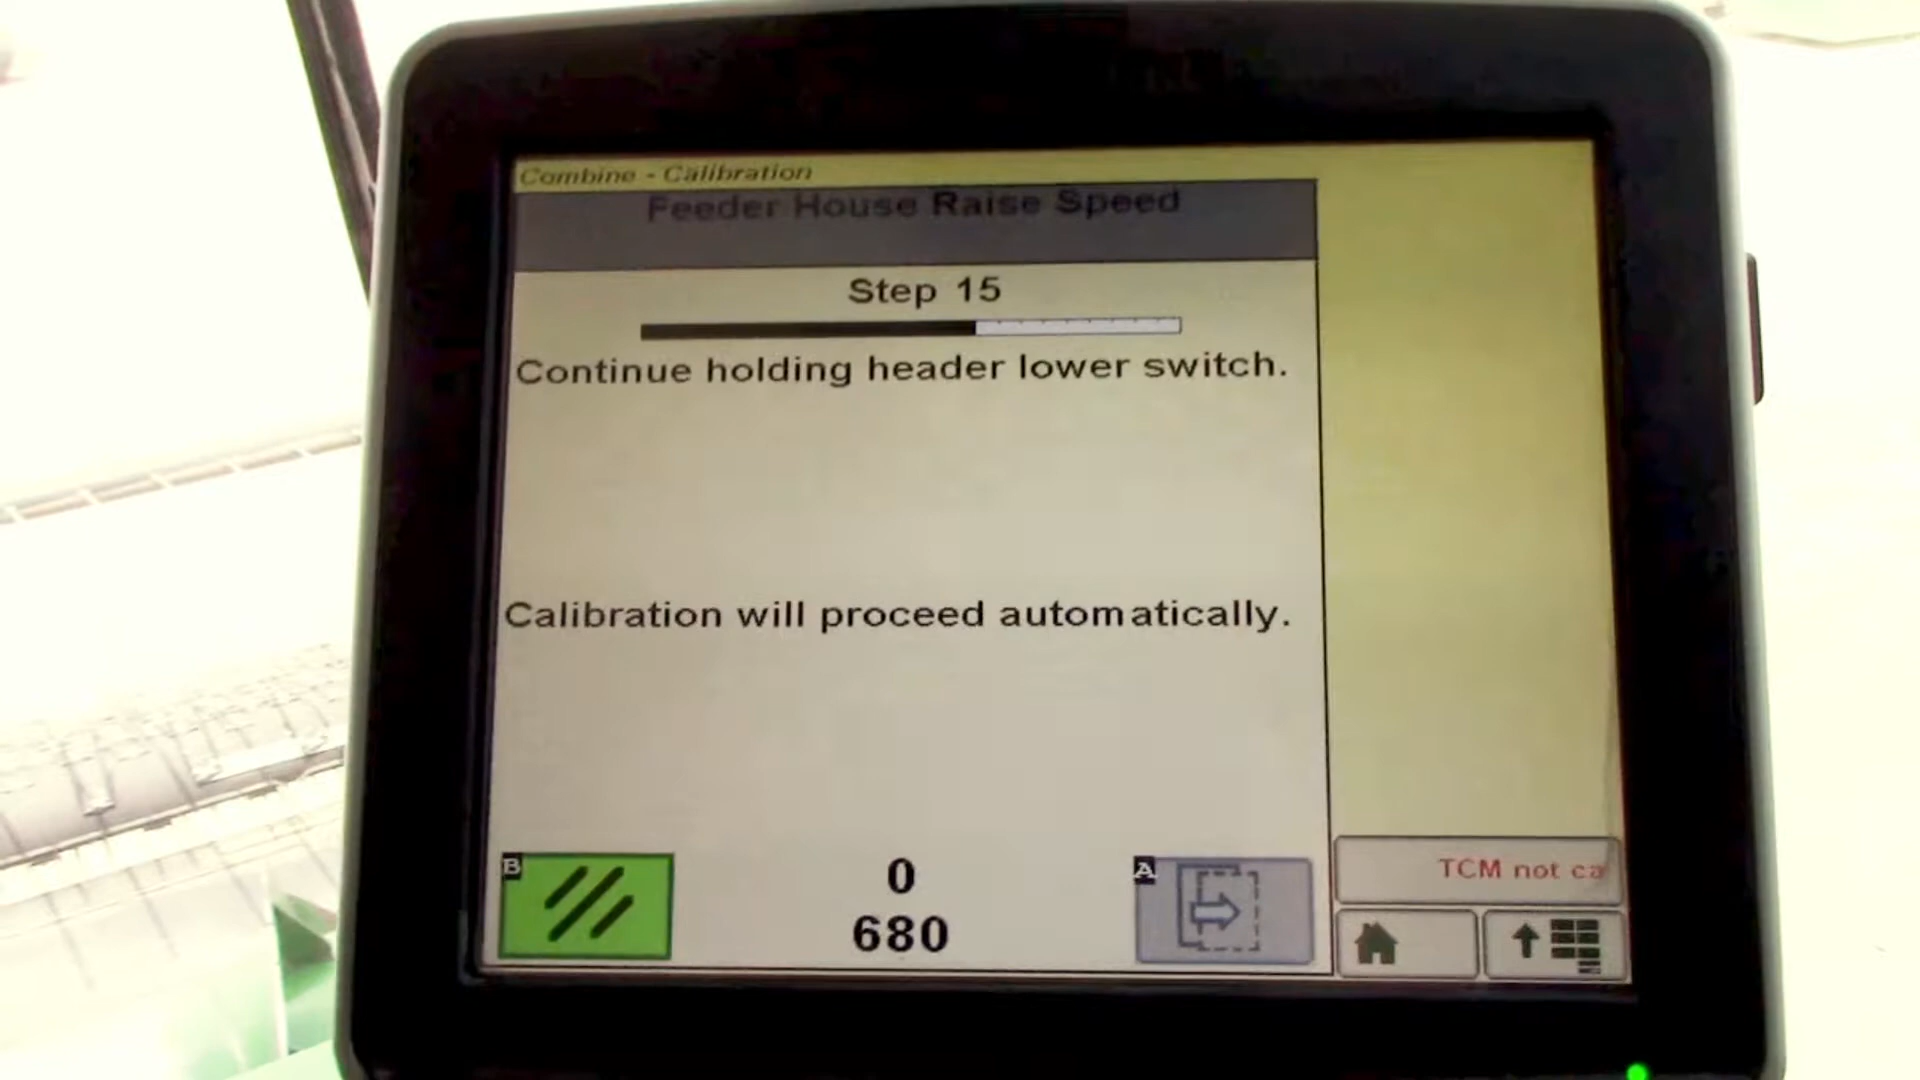 Combine - Calibration
Feeder House Raise Speed
Step 15
Continue holding header lower switch.
Calibration will proceed automatically.
B
0
A
680
TCM not ca